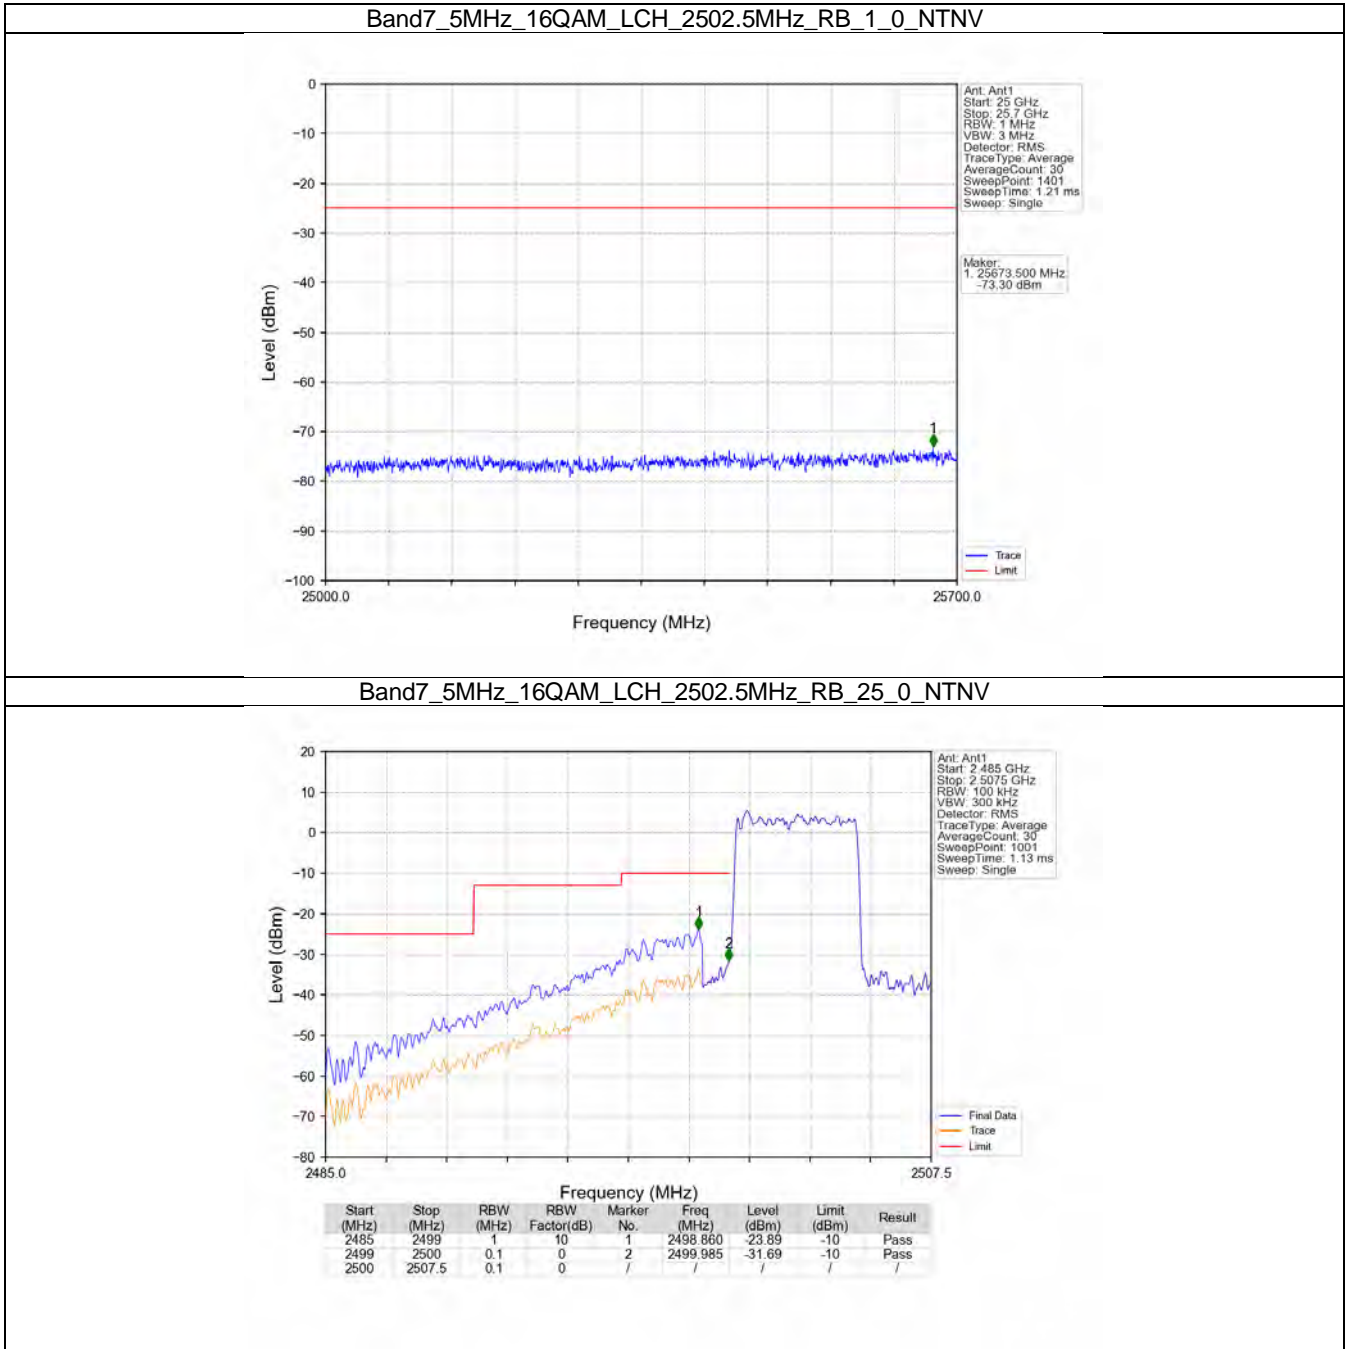 Band7_5MHz_16QAM_LCH_2502.5MHz_RB_1_0_NTNV
0
−10
−20
−30
−40
−50
−60
−70
−80
−90
−100
Level (dBm)
25000.0
25700.0
Frequency (MHz)
1
Ant: Ant1
Start: 25 GHz
Stop: 25.7 GHz
RBW: 1 MHz
VBW: 3 MHz
Detector: RMS
TraceType: Average
AverageCount: 30
SweepPoint: 1401
SweepTime: 1.21 ms
Sweep: Single
Maker:
1. 25673.500 MHz
-73.30 dBm
Trace
Limit
Band7_5MHz_16QAM_LCH_2502.5MHz_RB_25_0_NTNV
20
10
0
−10
−20
−30
−40
−50
−60
−70
−80
Level (dBm)
2485.0
2507.5
Frequency (MHz)
1
2
Ant: Ant1
Start: 2.485 GHz
Stop: 2.5075 GHz
RBW: 100 kHz
VBW: 300 kHz
Detector: RMS
TraceType: Average
AverageCount: 30
SweepPoint: 1001
SweepTime: 1.13 ms
Sweep: Single
Final Data
Trace
Limit
Start (MHz) Stop (MHz) RBW (MHz) RBW Factor(dB) Marker No. Freq (MHz) Level (dBm) Limit (dBm) Result
2485 2499 1 10 1 2498.860 -23.89 -10 Pass
2499 2500 0.1 0 2 2499.985 -31.69 -10 Pass
2500 2507.5 0.1 0 / / / / /